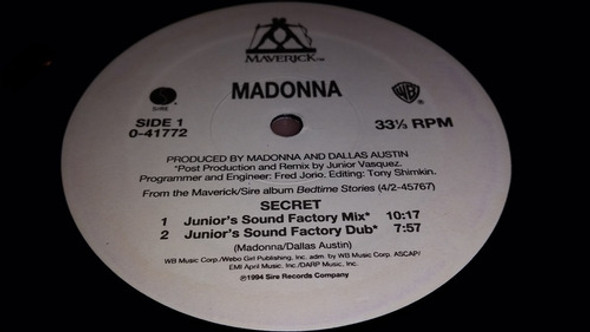 MAVERICK™
MADONNA
SIRE
SIDE 1
0-41772
WB
®
33⅓ RPM
PRODUCED BY MADONNA AND DALLAS AUSTIN
*Post Production and Remix by Junior Vasquez.
Programmer and Engineer: Fred Jorio. Editing: Tony Shimkin.
From the Maverick/Sire album Bedtime Stories (4/2-45767)
SECRET
1 Junior's Sound Factory Mix* 10:17
2 Junior's Sound Factory Dub* 7:57
(Madonna/Dallas Austin)
WB Music Corp./Webo Girl Publishing, Inc. adm. by WB Music Corp. ASCAP/
EMI April Music, Inc./DARP Music, Inc.
℗1994 Sire Records Company